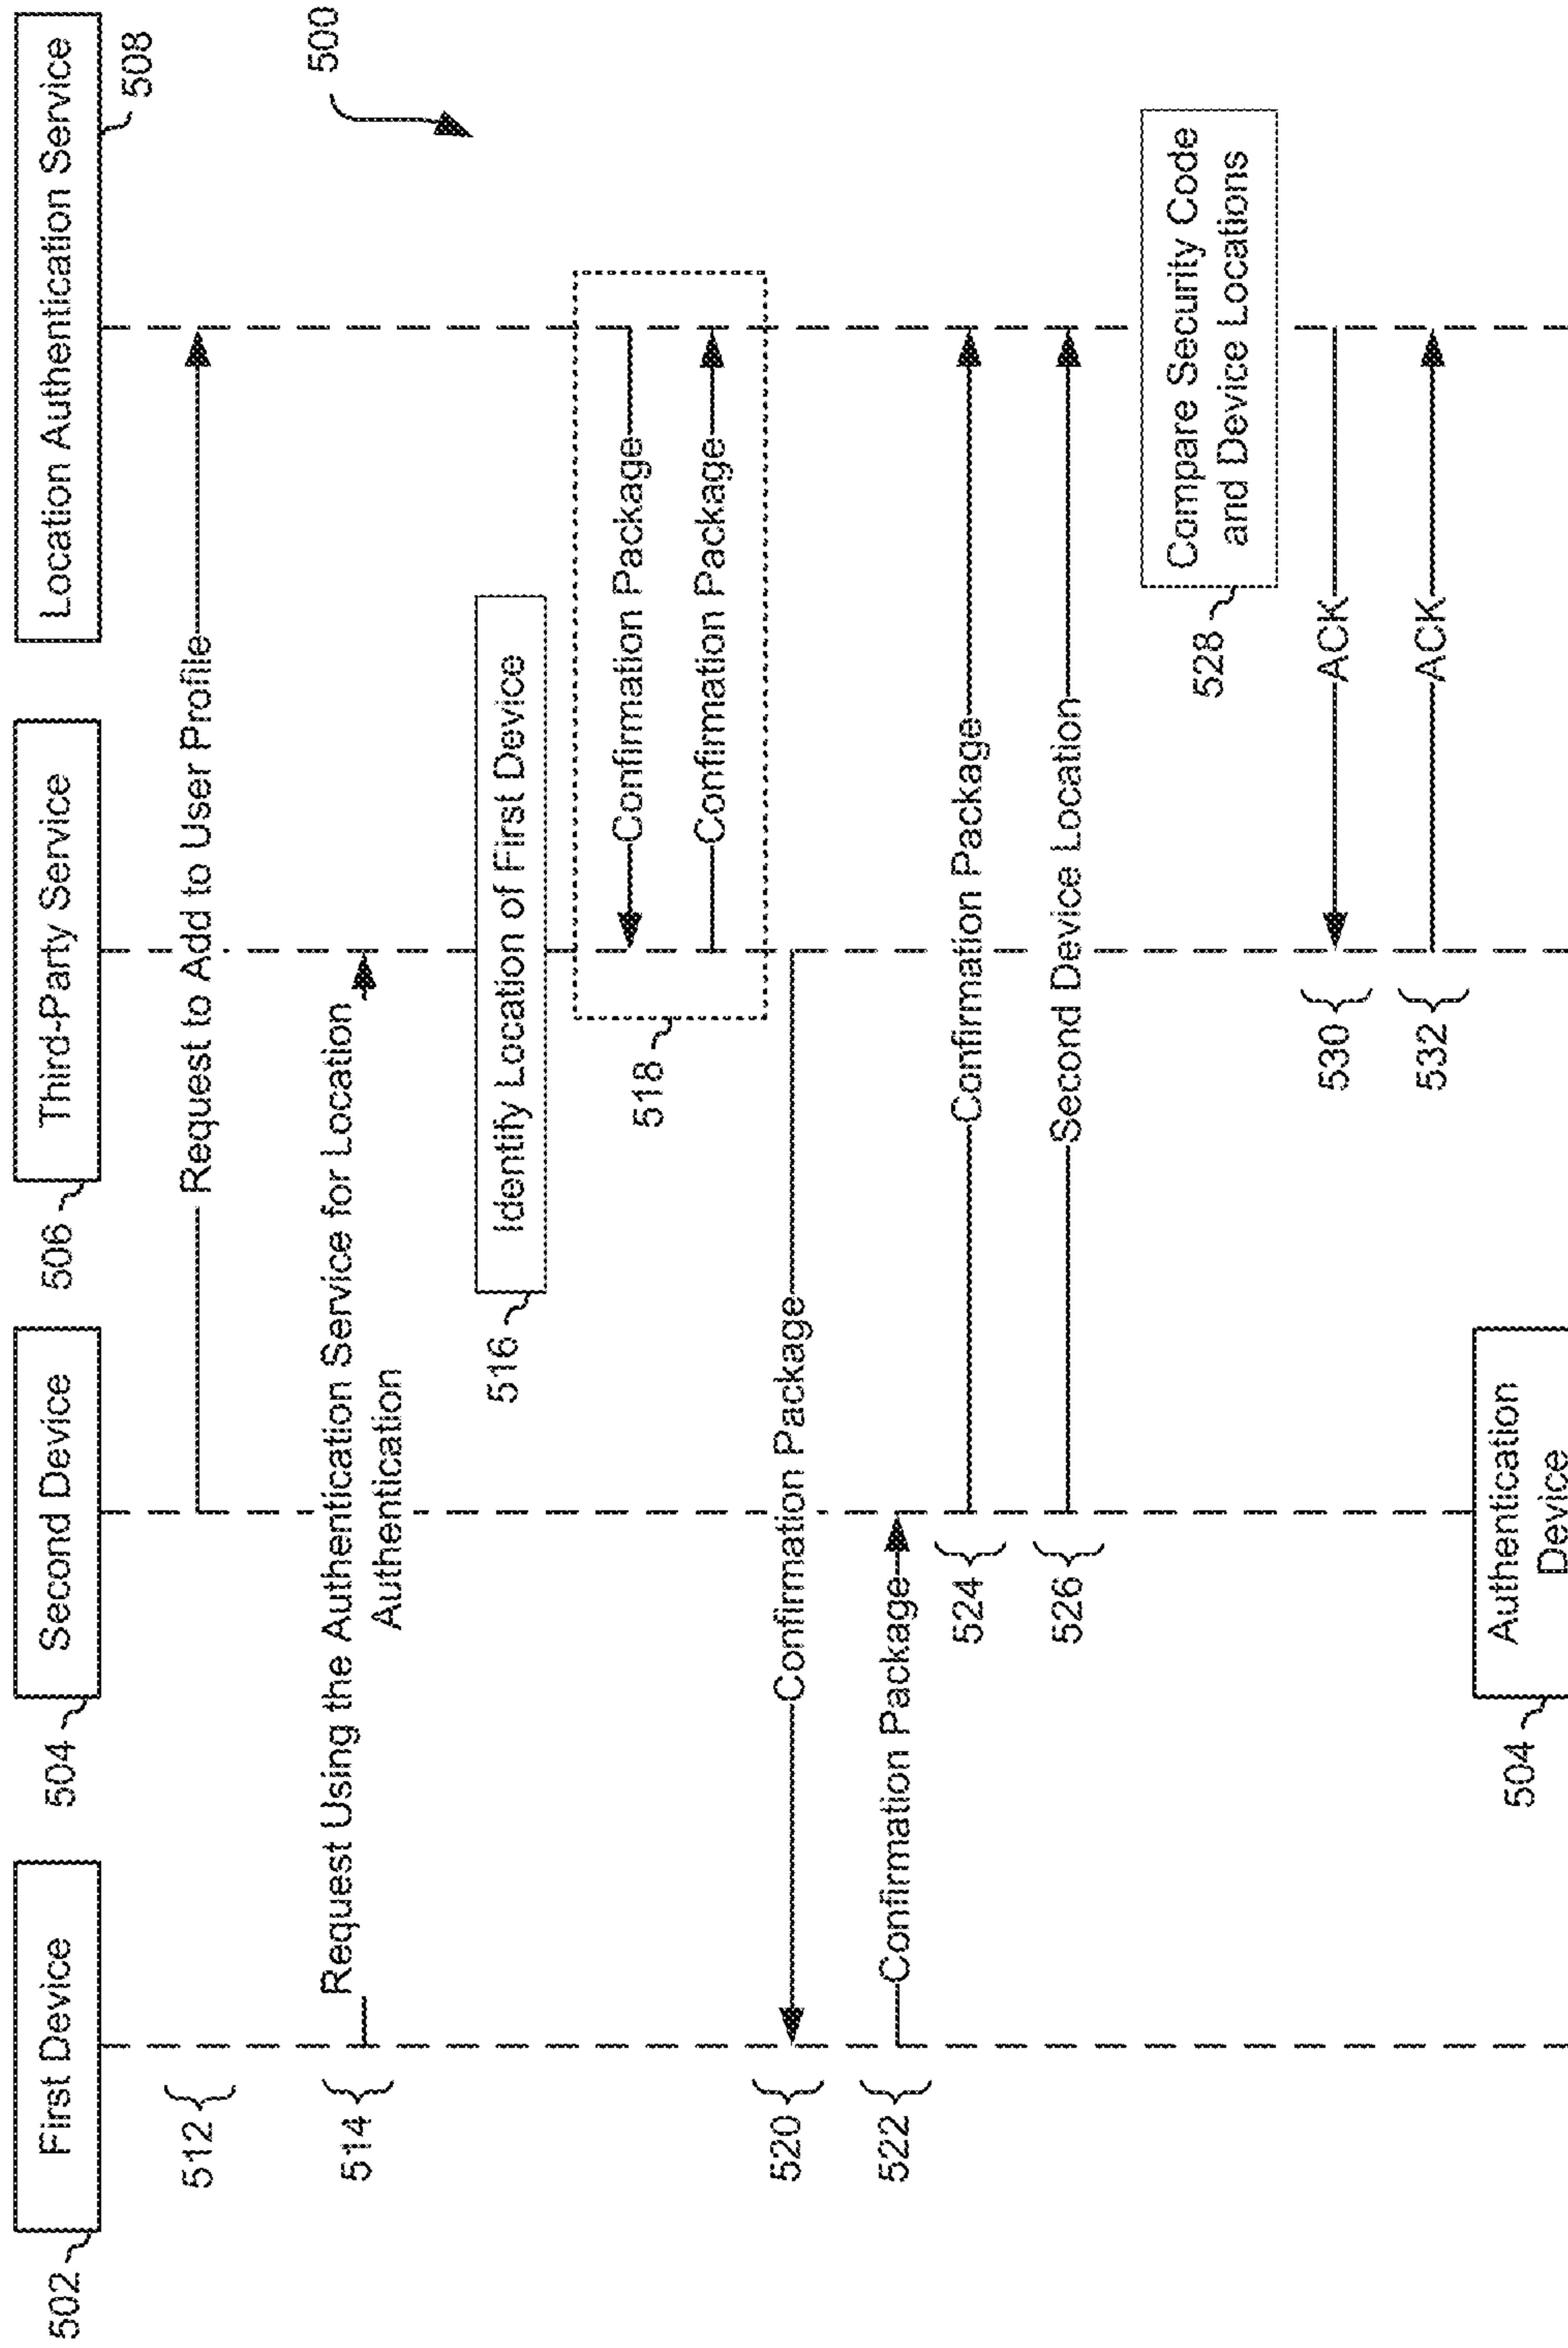 502
First Device
504
Second Device
506
Third-Party Service
Location Authentication Service
508
500
512
Request to Add to User Profile
514
Request Using the Authentication Service for Location
Authentication
516
Identify Location of First Device
518
Confirmation Package
Confirmation Package
520
Confirmation Package
522
Confirmation Package
524
Confirmation Package
526
Second Device Location
528
Compare Security Code
and Device Locations
530
ACK
532
ACK
504
Authentication
Device